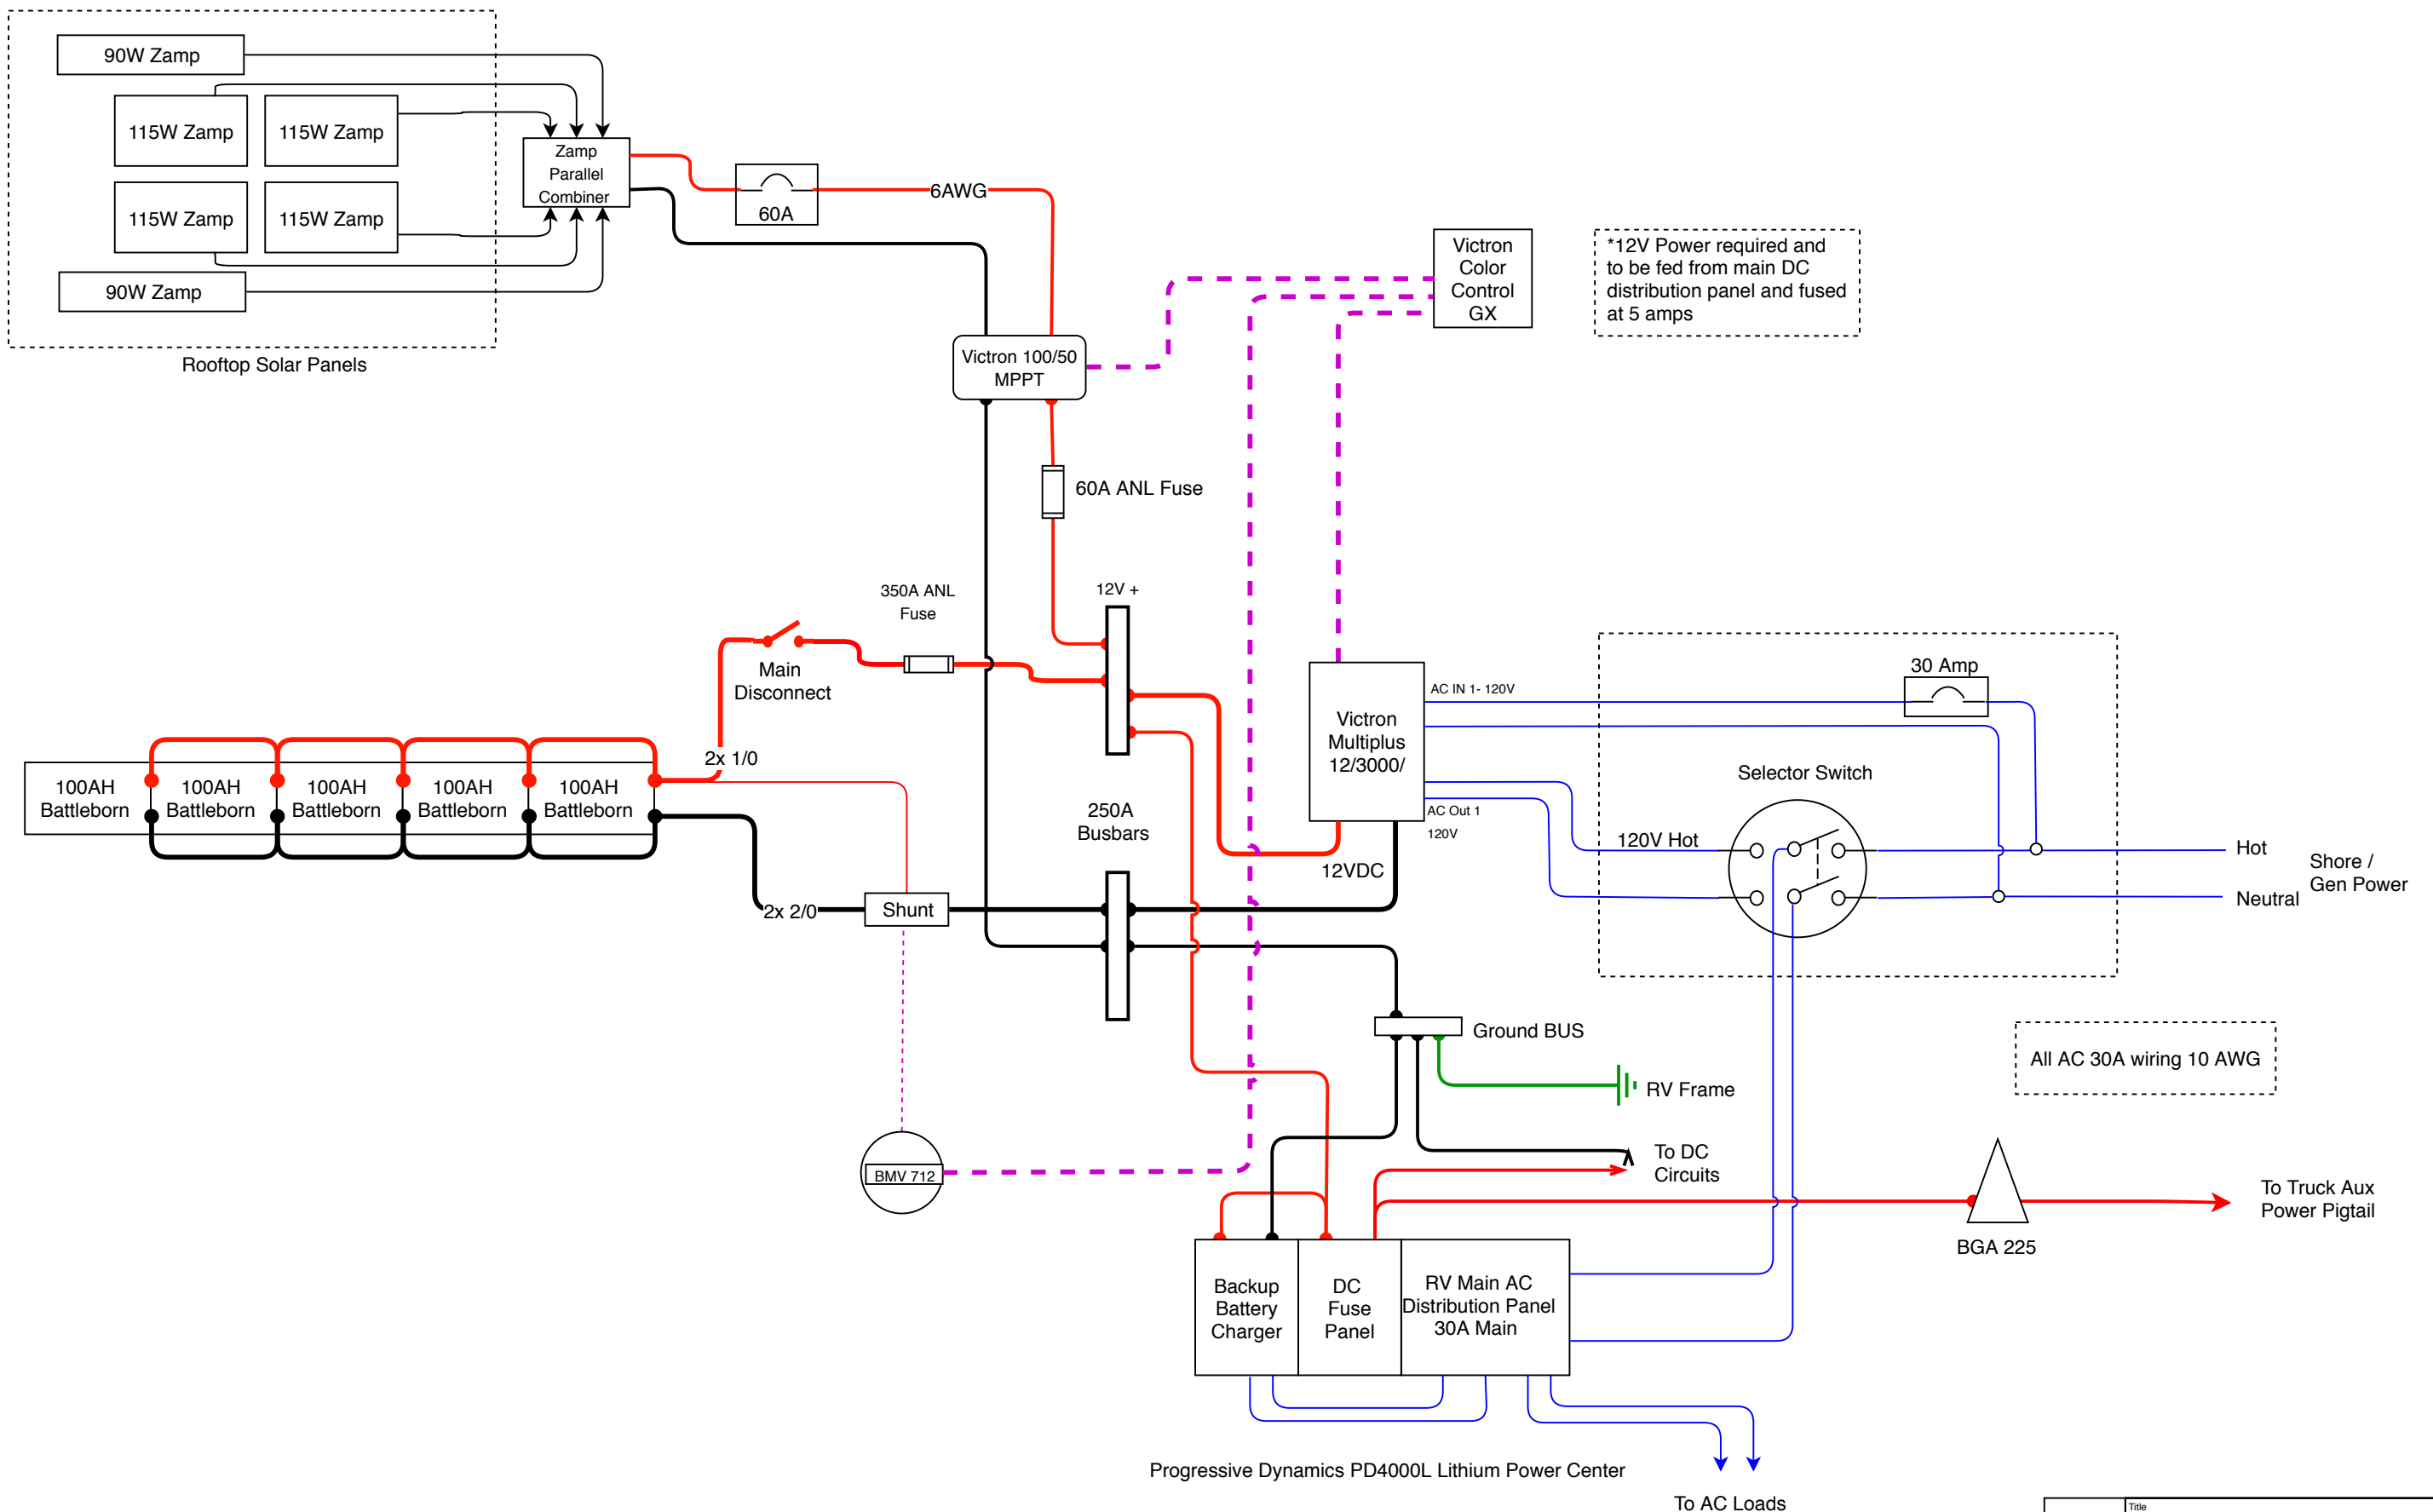 90W Zamp
115W Zamp
115W Zamp
115W Zamp
115W Zamp
90W Zamp
Rooftop Solar Panels
Zamp
Parallel
Combiner
60A
6AWG
Victron 100/50
MPPT
Victron
Color
Control
GX
*12V Power required and
to be fed from main DC
distribution panel and fused
at 5 amps
60A ANL Fuse
350A ANL
Fuse
12V +
Main
Disconnect
2x 1/0
100AH
Battleborn
100AH
Battleborn
100AH
Battleborn
100AH
Battleborn
100AH
Battleborn
2x 2/0
Shunt
250A
Busbars
Victron
Multiplus
12/3000/
AC IN 1- 120V
AC Out 1
120V
12VDC
30 Amp
Selector Switch
120V Hot
Hot
Neutral
Shore /
Gen Power
Ground BUS
RV Frame
All AC 30A wiring 10 AWG
BMV 712
To DC
Circuits
BGA 225
To Truck Aux
Power Pigtail
Backup
Battery
Charger
DC
Fuse
Panel
RV Main AC
Distribution Panel
30A Main
Progressive Dynamics PD4000L Lithium Power Center
To AC Loads
Title